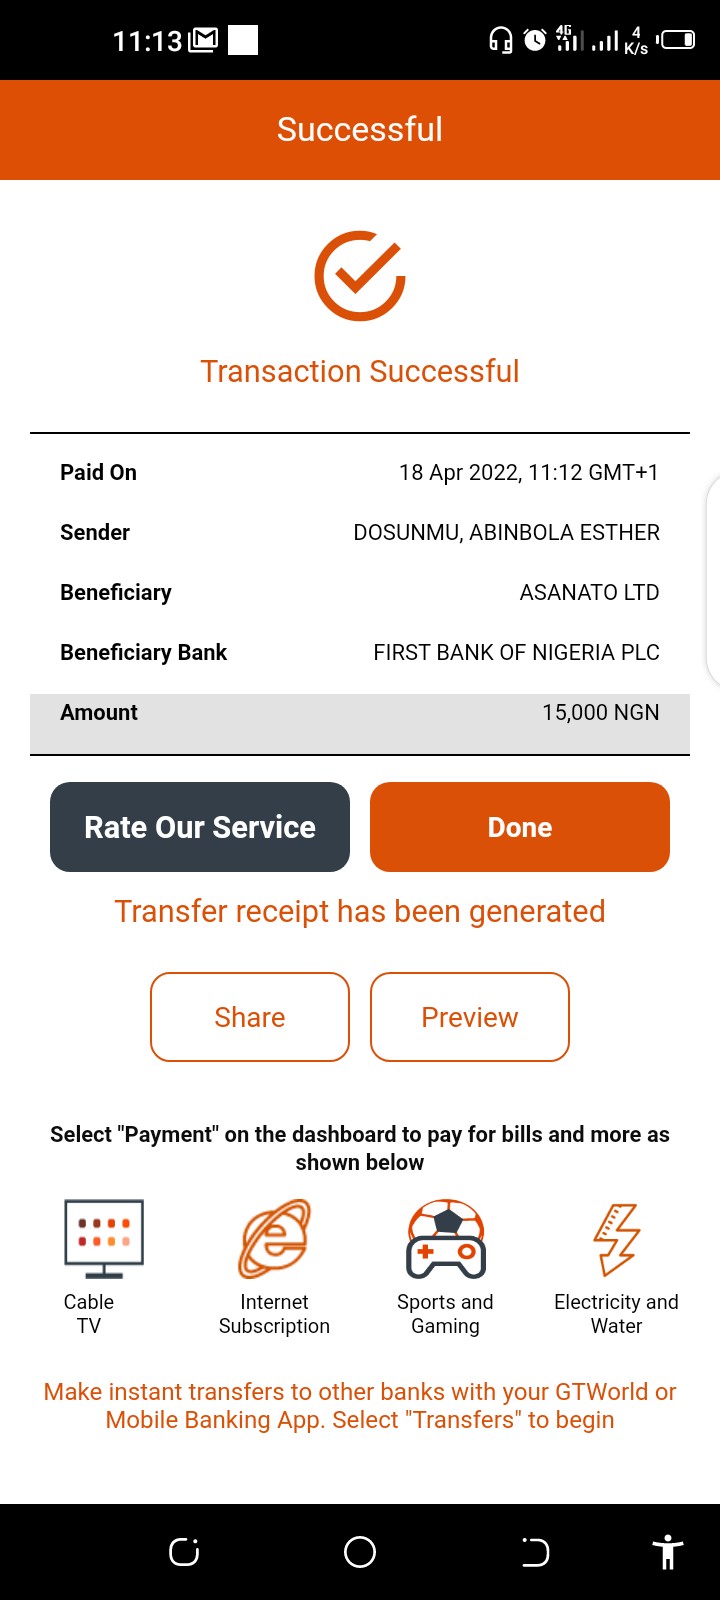 11:13
4G
4
K/s
Successful
Transaction Successful
Paid On 18 Apr 2022, 11:12 GMT+1
Sender DOSUNMU, ABINBOLA ESTHER
Beneficiary ASANATO LTD
Beneficiary Bank FIRST BANK OF NIGERIA PLC
Amount 15,000 NGN
Rate Our Service Done
Transfer receipt has been generated
Share Preview
Select "Payment" on the dashboard to pay for bills and more as
shown below
Cable
TV
Internet
Subscription
Sports and
Gaming
Electricity and
Water
Make instant transfers to other banks with your GTWorld or
Mobile Banking App. Select "Transfers" to begin